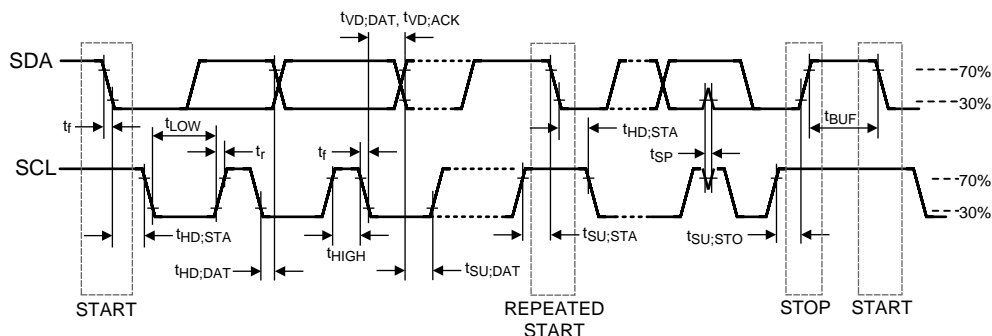 tVD;DAT, tVD;ACK
SDA
70%
30%
tf
tLOW
tr
tf
tHD;STA
tSP
tBUF
SCL
70%
30%
tHD;STA
tHD;DAT
tHIGH
tSU;DAT
tSU;STA
tSU;STO
START
REPEATED
START
STOP
START